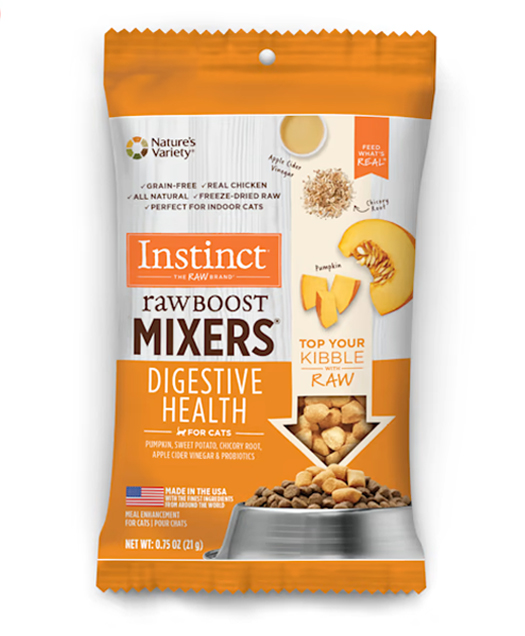 Nature's
Variety®
✓GRAIN-FREE ✓REAL CHICKEN
✓ALL NATURAL ✓FREEZE-DRIED RAW
✓PERFECT FOR INDOOR CATS
Instinct®
THE RAW BRAND®
raw BOOST
MIXERS®
DIGESTIVE
HEALTH
FOR CATS
PUMPKIN, SWEET POTATO, CHICORY ROOT,
APPLE CIDER VINEGAR & PROBIOTICS
MADE IN THE USA
WITH THE FINEST INGREDIENTS
FROM AROUND THE WORLD
MEAL ENHANCEMENT
FOR CATS | POUR CHATS
NET WT: 0.75 OZ (21 g)
FEED
WHAT'S
REAL®
Apple Cider
Vinegar
Chicory
Root
Pumpkin
TOP YOUR
KIBBLE
WITH
RAW